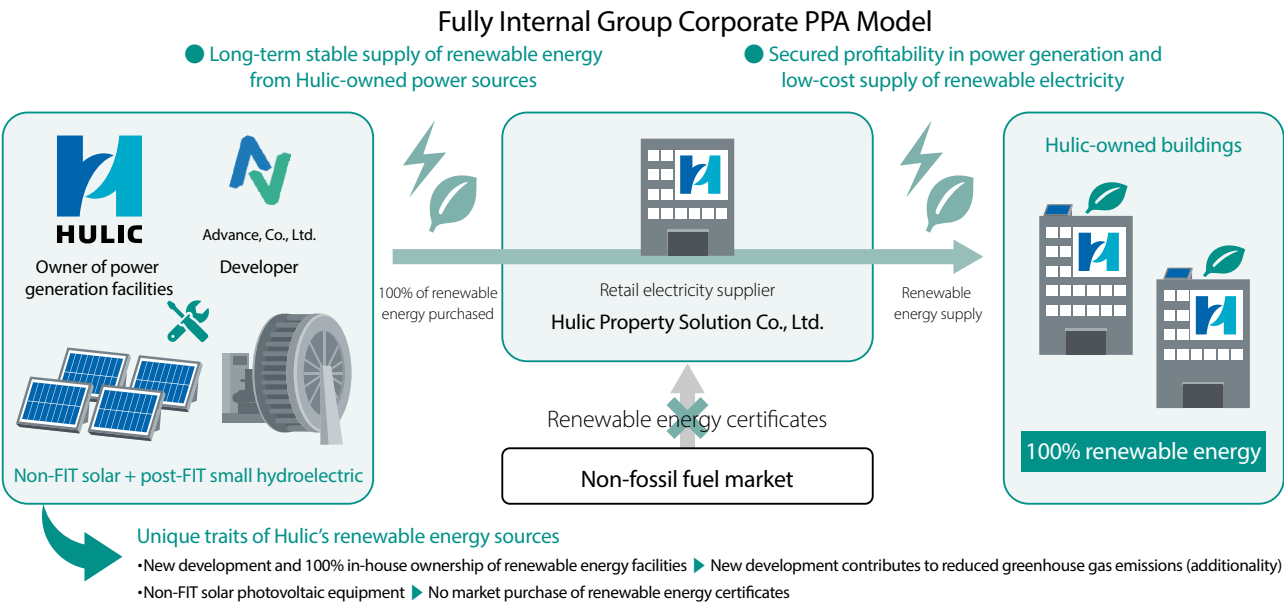 Fully Internal Group Corporate PPA Model
● Long-term stable supply of renewable energy
from Hulic-owned power sources
● Secured profitability in power generation and
low-cost supply of renewable electricity
HULIC
Owner of power
generation facilities
Advance, Co., Ltd.
Developer
Non-FIT solar + post-FIT small hydroelectric
100% of renewable
energy purchased
Retail electricity supplier
Hulic Property Solution Co., Ltd.
Renewable energy certificates
Non-fossil fuel market
Renewable
energy supply
Hulic-owned buildings
100% renewable energy
Unique traits of Hulic's renewable energy sources
・New development and 100% in-house ownership of renewable energy facilities ▶ New development contributes to reduced greenhouse gas emissions (additionality)
・Non-FIT solar photovoltaic equipment ▶ No market purchase of renewable energy certificates